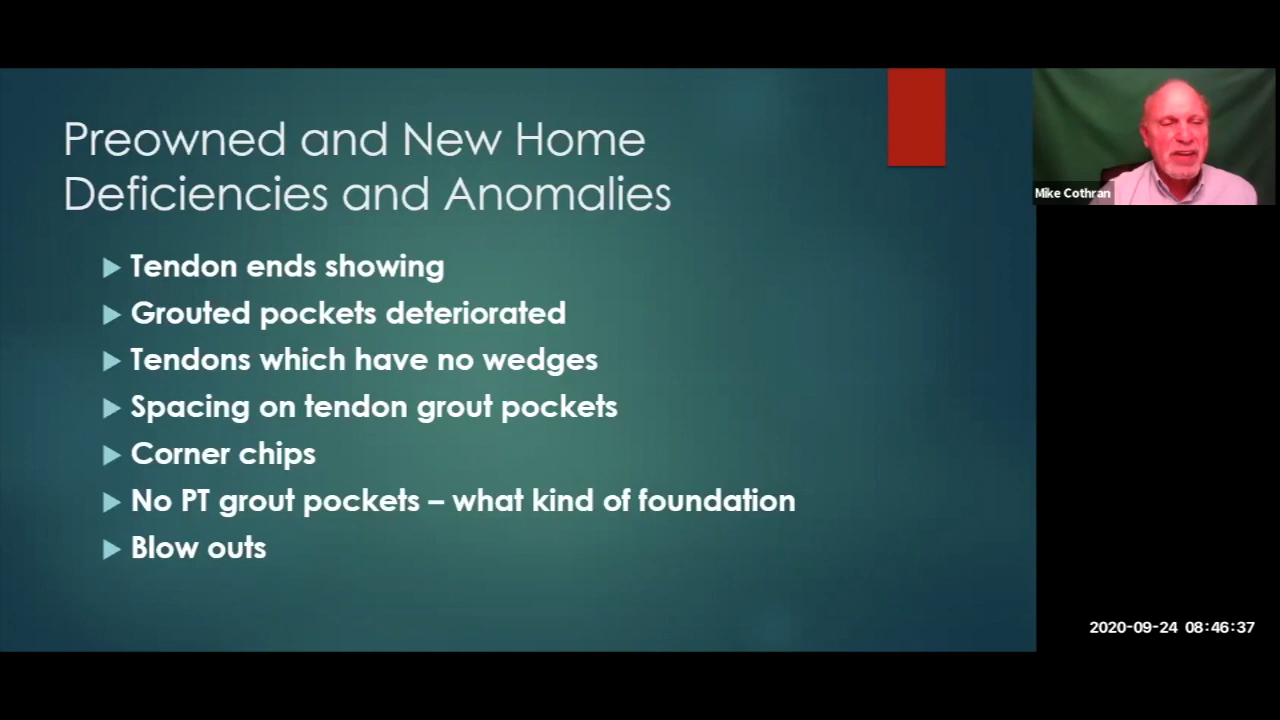 Preowned and New Home
Deficiencies and Anomalies
Tendon ends showing
Grouted pockets deteriorated
Tendons which have no wedges
Spacing on tendon grout pockets
Corner chips
No PT grout pockets – what kind of foundation
Blow outs
Mike Cothran
2020-09-24 08:46:37